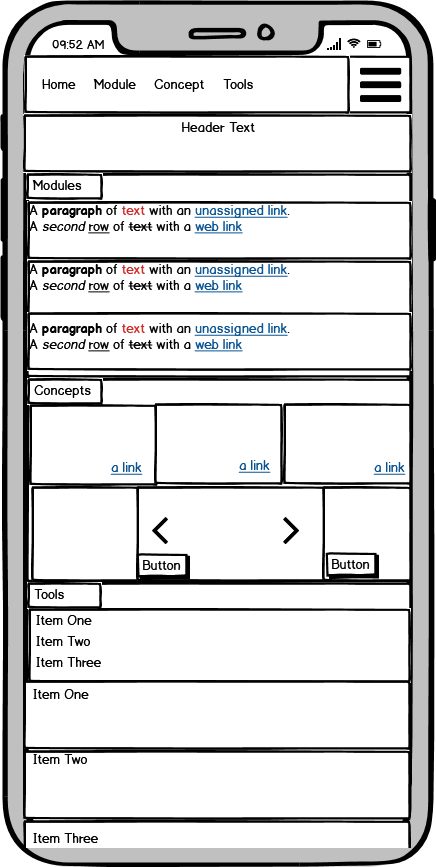 09:52 AM
Home Module Concept Tools
Header Text
Modules
A paragraph of text with an unassigned link.
A second row of text with a web link
A paragraph of text with an unassigned link.
A second row of text with a web link
A paragraph of text with an unassigned link.
A second row of text with a web link
Concepts
a link a link a link
Button Button
Tools
Item One
Item Two
Item Three
Item One
Item Two
Item Three